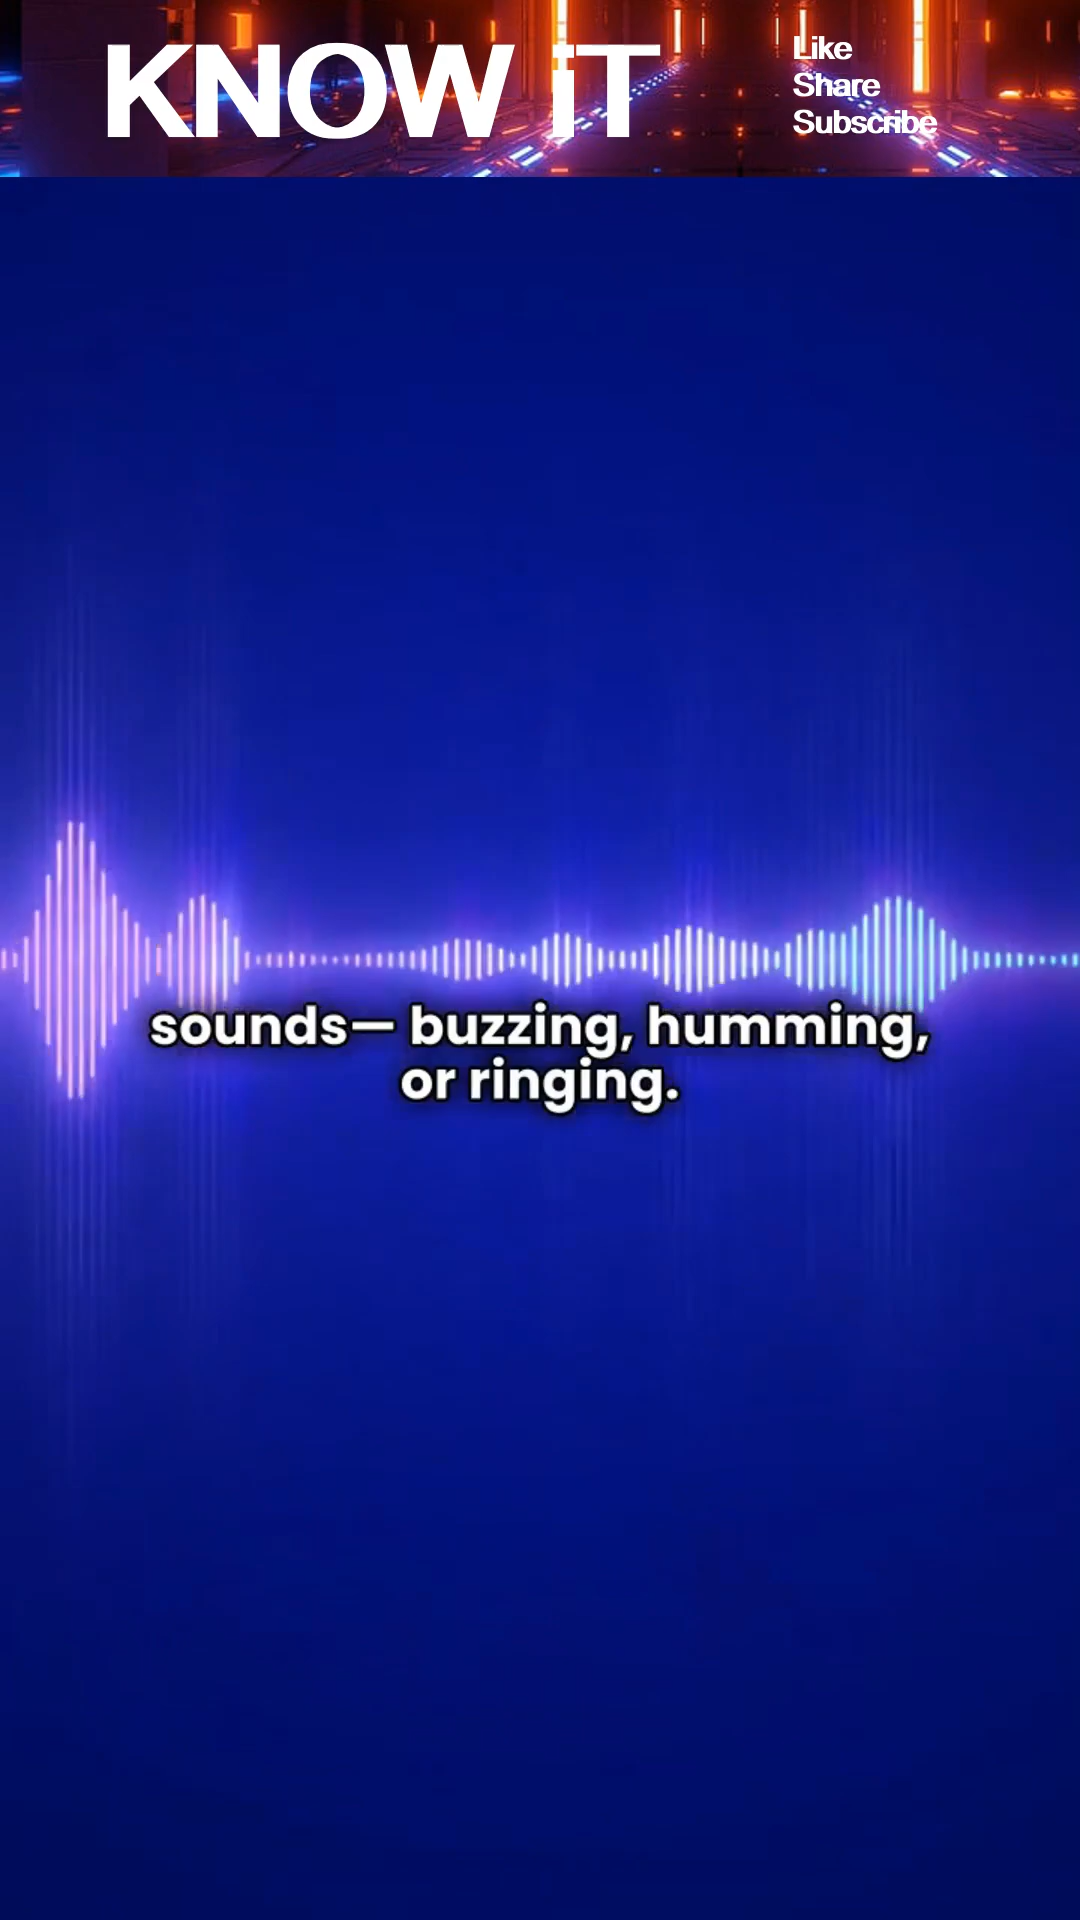 KNOW iT
Like
Share
Subscribe
sounds— buzzing, humming,
or ringing.